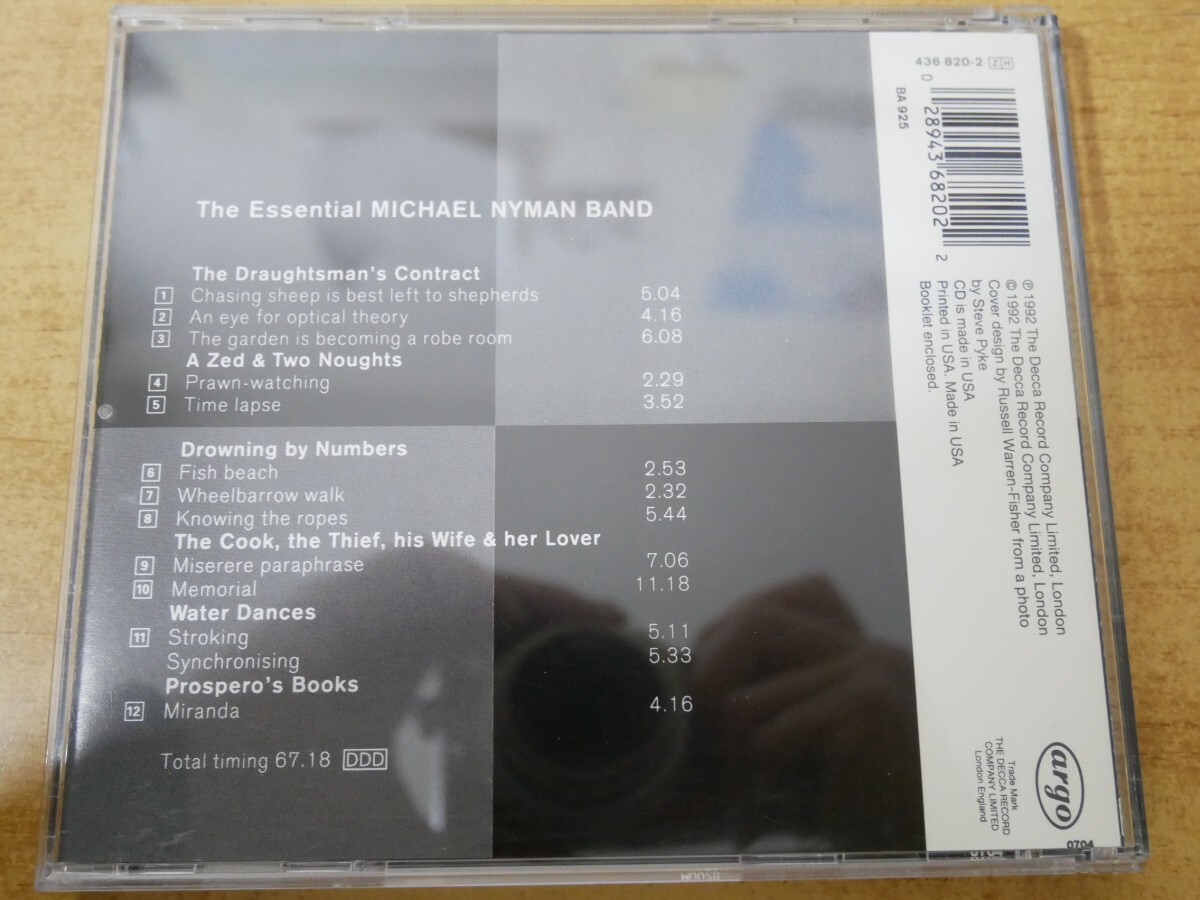 The Essential MICHAEL NYMAN BAND
The Draughtsman's Contract
1 Chasing sheep is best left to shepherds 5.04
2 An eye for optical theory 4.16
3 The garden is becoming a robe room 6.08
A Zed & Two Noughts
4 Prawn-watching 2.29
5 Time lapse 3.52
Drowning by Numbers
6 Fish beach 2.53
7 Wheelbarrow walk 2.32
8 Knowing the ropes 5.44
The Cook, the Thief, his Wife & her Lover
9 Miserere paraphrase 7.06
10 Memorial 11.18
Water Dances
11 Stroking 5.11
Synchronising 5.33
Prospero's Books
12 Miranda 4.16
Total timing 67.18 DDD
436 820-2 ZH
BA 925
0 28943 68202 2
℗ 1992 The Decca Record Company Limited, London
© 1992 The Decca Record Company Limited, London
Cover design by Russell Warren-Fisher from a photo
by Steve Pyke
CD is made in USA
Printed in USA. Made in USA
Booklet enclosed.
argo
Trade Mark
THE DECCA RECORD
COMPANY LIMITED
London England